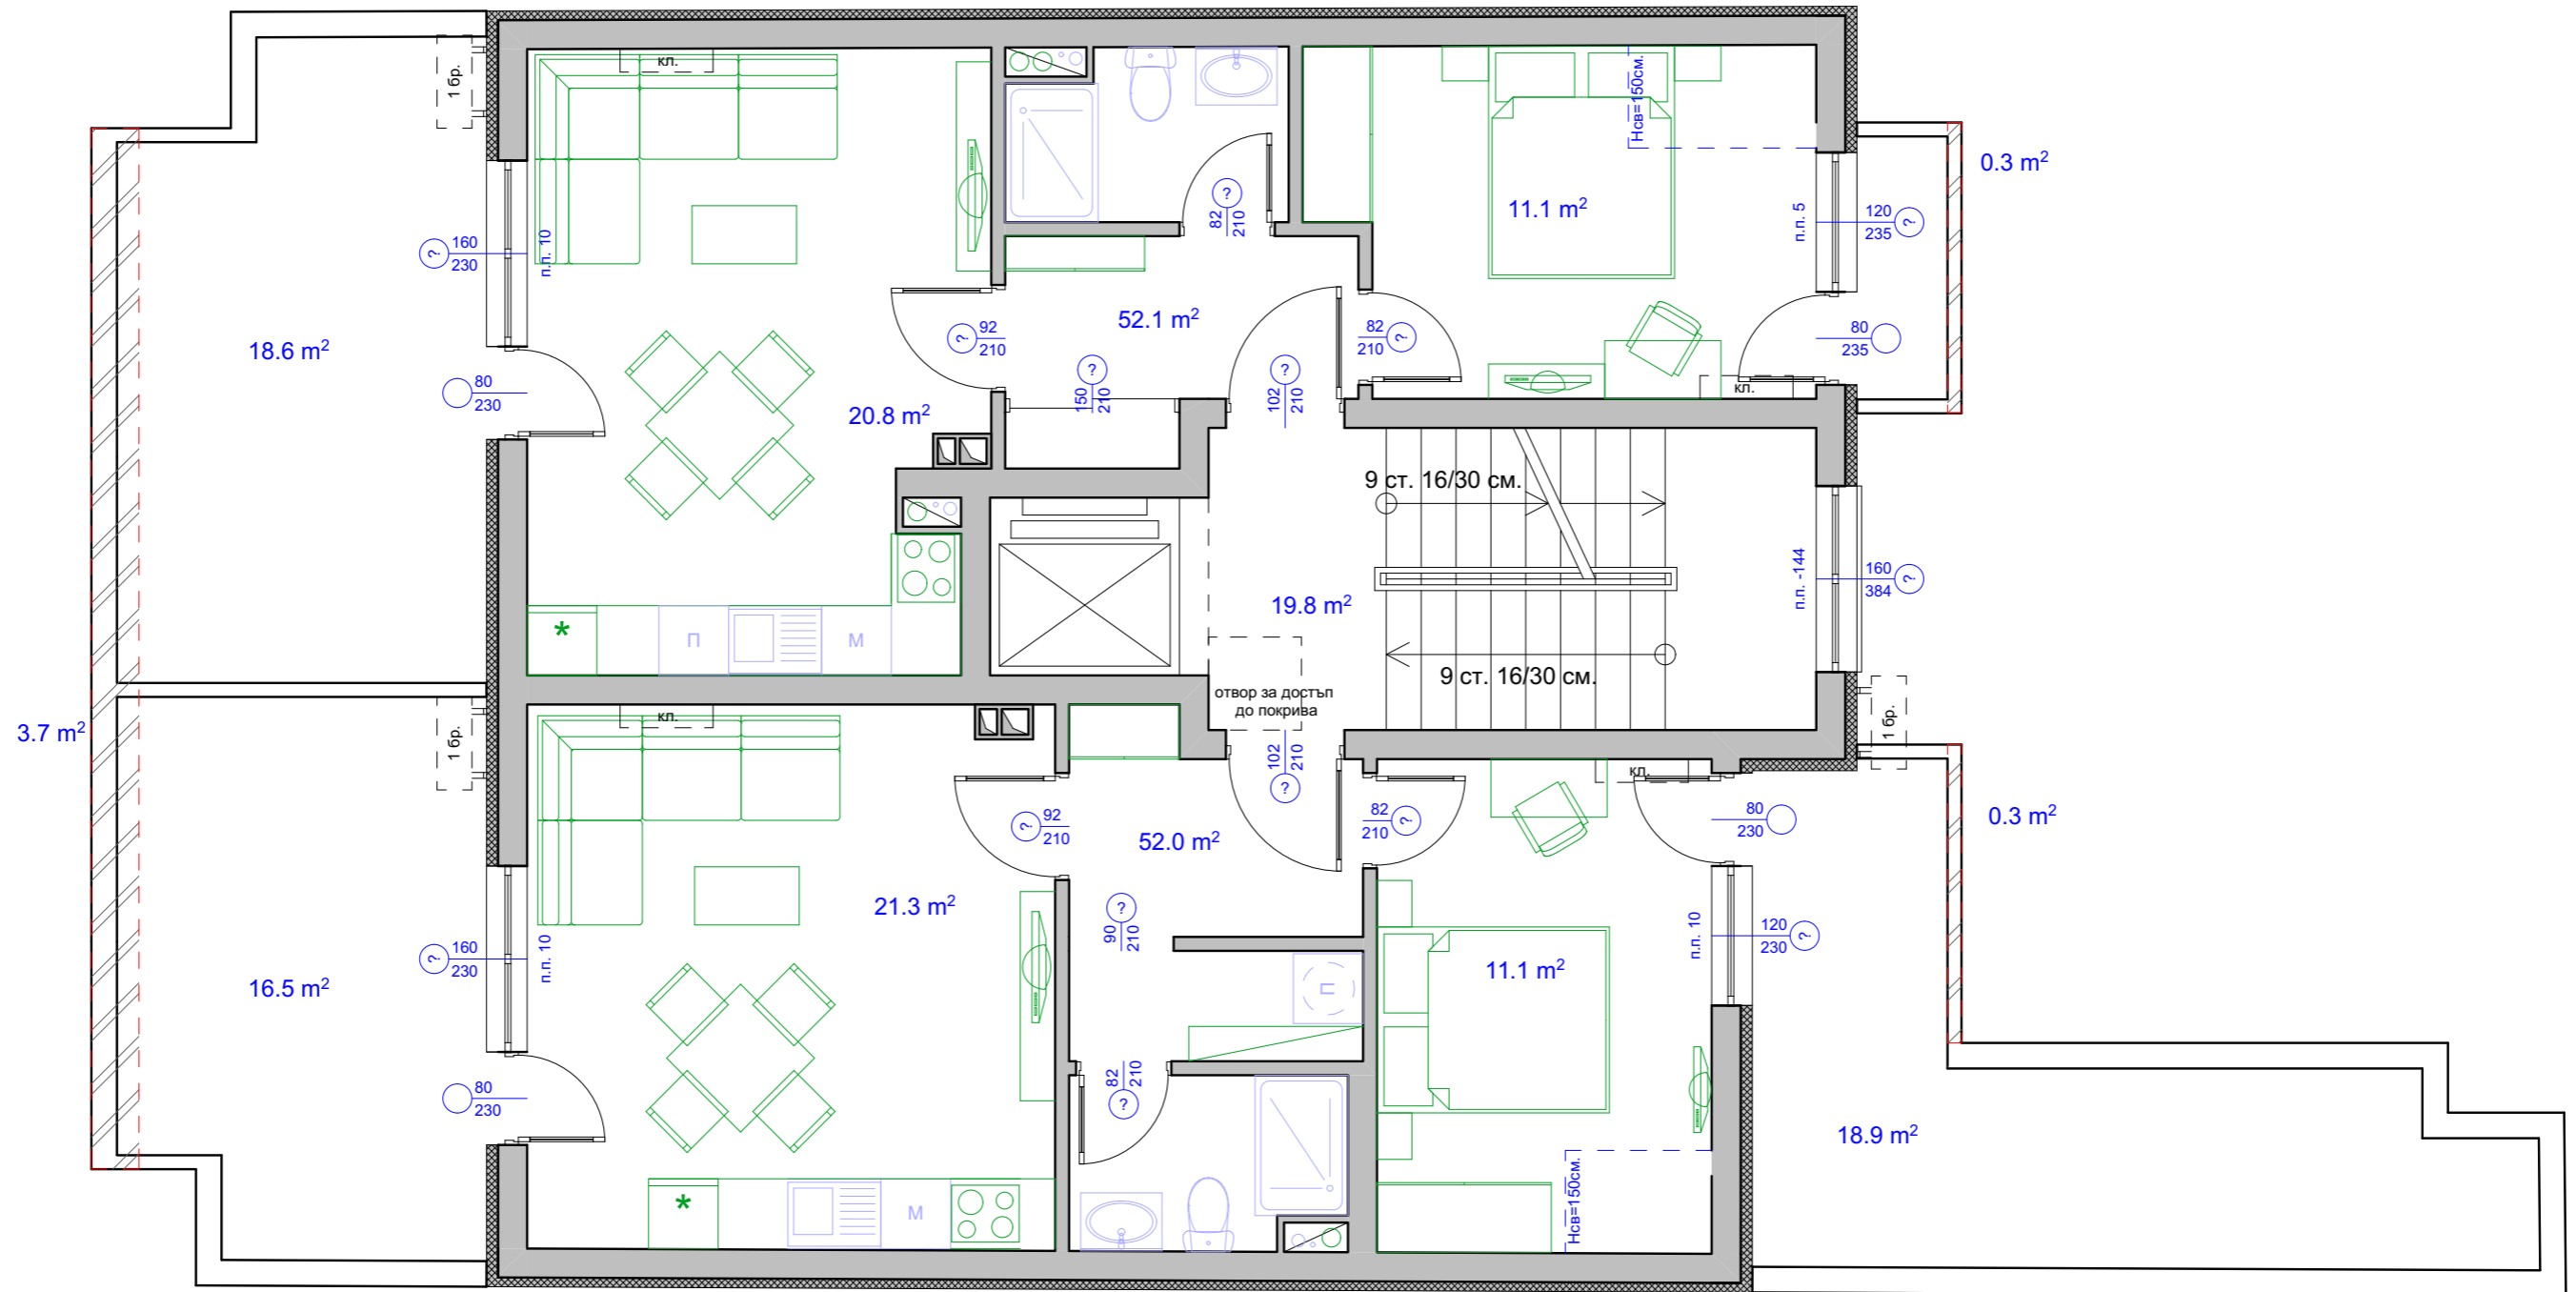 кл.
1 бр.
Hсв=150см.
0.3 m²
11.1 m²
?
82
210
п.п. 5
120
235
?
?
160
230
п.п. 10
52.1 m²
18.6 m²
?
92
210
82
210
?
80
235
80
230
20.8 m²
?
150
210
?
102
210
кл.
9 ст. 16/30 см.
п.п. -144
160
384
?
19.8 m²
*
П
М
9 ст. 16/30 см.
отвор за достъп
до покрива
3.7 m²
1 бр.
кл.
1 бр.
102
210
?
кл.
?
92
210
52.0 m²
82
210
?
80
230
0.3 m²
21.3 m²
?
90
210
?
160
230
п.п. 10
16.5 m²
11.1 m²
п.п. 10
120
230
?
П
80
230
82
210
?
18.9 m²
*
М
Hсв=150см.